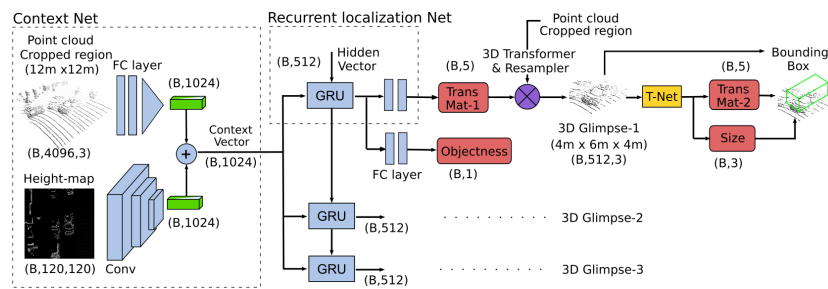 Context Net
Point cloud
Cropped region
(12m x12m)
FC layer
(B,1024)
(B,4096,3)
Height-map
(B,120,120)
Conv
(B,1024)
+
Context
Vector
(B,1024)
Recurrent localization Net
(B,512)
Hidden
Vector
GRU
FC layer
(B,5)
Trans
Mat-1
Objectness
(B,1)
3D Transformer
& Resampler
Point cloud
Cropped region
3D Glimpse-1
(4m x 6m x 4m)
(B,512,3)
T-Net
(B,5)
Trans
Mat-2
Size
(B,3)
Bounding
Box
GRU
(B,512)
3D Glimpse-2
GRU
(B,512)
3D Glimpse-3